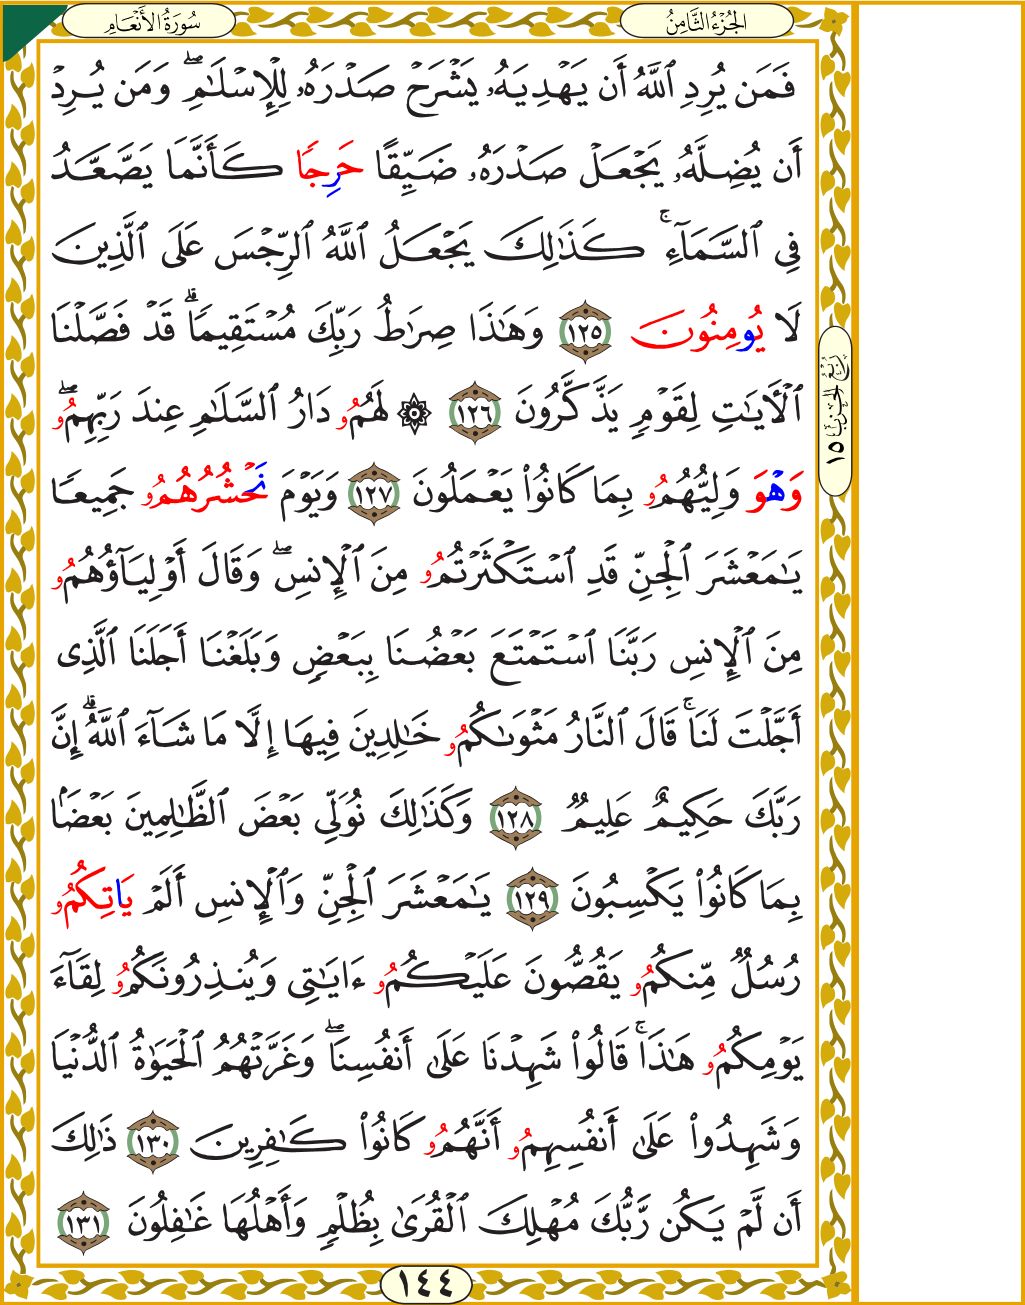 سُورَةُ الأَنْعَامِ
الجُزْءُ الثَّامِنُ
فَمَن يُرِدِ ٱللَّهُ أَن يَهْدِيَهُۥ يَشْرَحْ صَدْرَهُۥ لِلْإِسْلَٰمِۖ وَمَن يُرِدْ
أَن يُضِلَّهُۥ يَجْعَلْ صَدْرَهُۥ ضَيِّقًا حَرِجًا كَأَنَّمَا يَصَّعَّدُ
فِى ٱلسَّمَآءِۚ كَذَٰلِكَ يَجْعَلُ ٱللَّهُ ٱلرِّجْسَ عَلَى ٱلَّذِينَ
لَا يُومِنُونَ ١٢٥ وَهَٰذَا صِرَٰطُ رَبِّكَ مُسْتَقِيمًاۗ قَدْ فَصَّلْنَا
ٱلْأَيَٰتِ لِقَوْمٍ يَذَّكَّرُونَ ١٢٦ ۞ لَهُمُۥ دَارُ ٱلسَّلَٰمِ عِندَ رَبِّهِمُۥۖ
وَهْوَ وَلِيُّهُمُۥ بِمَا كَانُوا۟ يَعْمَلُونَ ١٢٧ وَيَوْمَ نَحْشُرُهُمُۥ جَمِيعًا
يَٰمَعْشَرَ ٱلْجِنِّ قَدِ ٱسْتَكْثَرْتُمُۥ مِنَ ٱلْإِنسِۖ وَقَالَ أَوْلِيَآؤُهُمُۥ
مِنَ ٱلْإِنسِ رَبَّنَا ٱسْتَمْتَعَ بَعْضُنَا بِبَعْضٍ وَبَلَغْنَا أَجَلَنَا ٱلَّذِى
أَجَّلْتَ لَنَاۚ قَالَ ٱلنَّارُ مَثْوَىٰكُمُۥ خَٰلِدِينَ فِيهَا إِلَّا مَا شَآءَ ٱللَّهُۗ إِنَّ
رَبَّكَ حَكِيمٌ عَلِيمٌ ١٢٨ وَكَذَٰلِكَ نُوَلِّى بَعْضَ ٱلظَّٰلِمِينَ بَعْضًۢا
بِمَا كَانُوا۟ يَكْسِبُونَ ١٢٩ يَٰمَعْشَرَ ٱلْجِنِّ وَٱلْإِنسِ أَلَمْ يَاتِكُمُۥ
رُسُلٌ مِّنكُمُۥ يَقُصُّونَ عَلَيْكُمُۥ ءَايَٰتِى وَيُنذِرُونَكُمُۥ لِقَآءَ
يَوْمِكُمُۥ هَٰذَاۚ قَالُوا۟ شَهِدْنَا عَلَىٰ أَنفُسِنَاۖ وَغَرَّتْهُمُ ٱلْحَيَوٰةُ ٱلدُّنْيَا
وَشَهِدُوا۟ عَلَىٰ أَنفُسِهِمُۥ أَنَّهُمُۥ كَانُوا۟ كَٰفِرِينَ ١٣٠ ذَٰلِكَ
أَن لَّمْ يَكُن رَّبُّكَ مُهْلِكَ ٱلْقُرَىٰ بِظُلْمٍ وَأَهْلُهَا غَٰفِلُونَ ١٣١
رُبْعُ الحِزْبِ ١٥
١٤٤